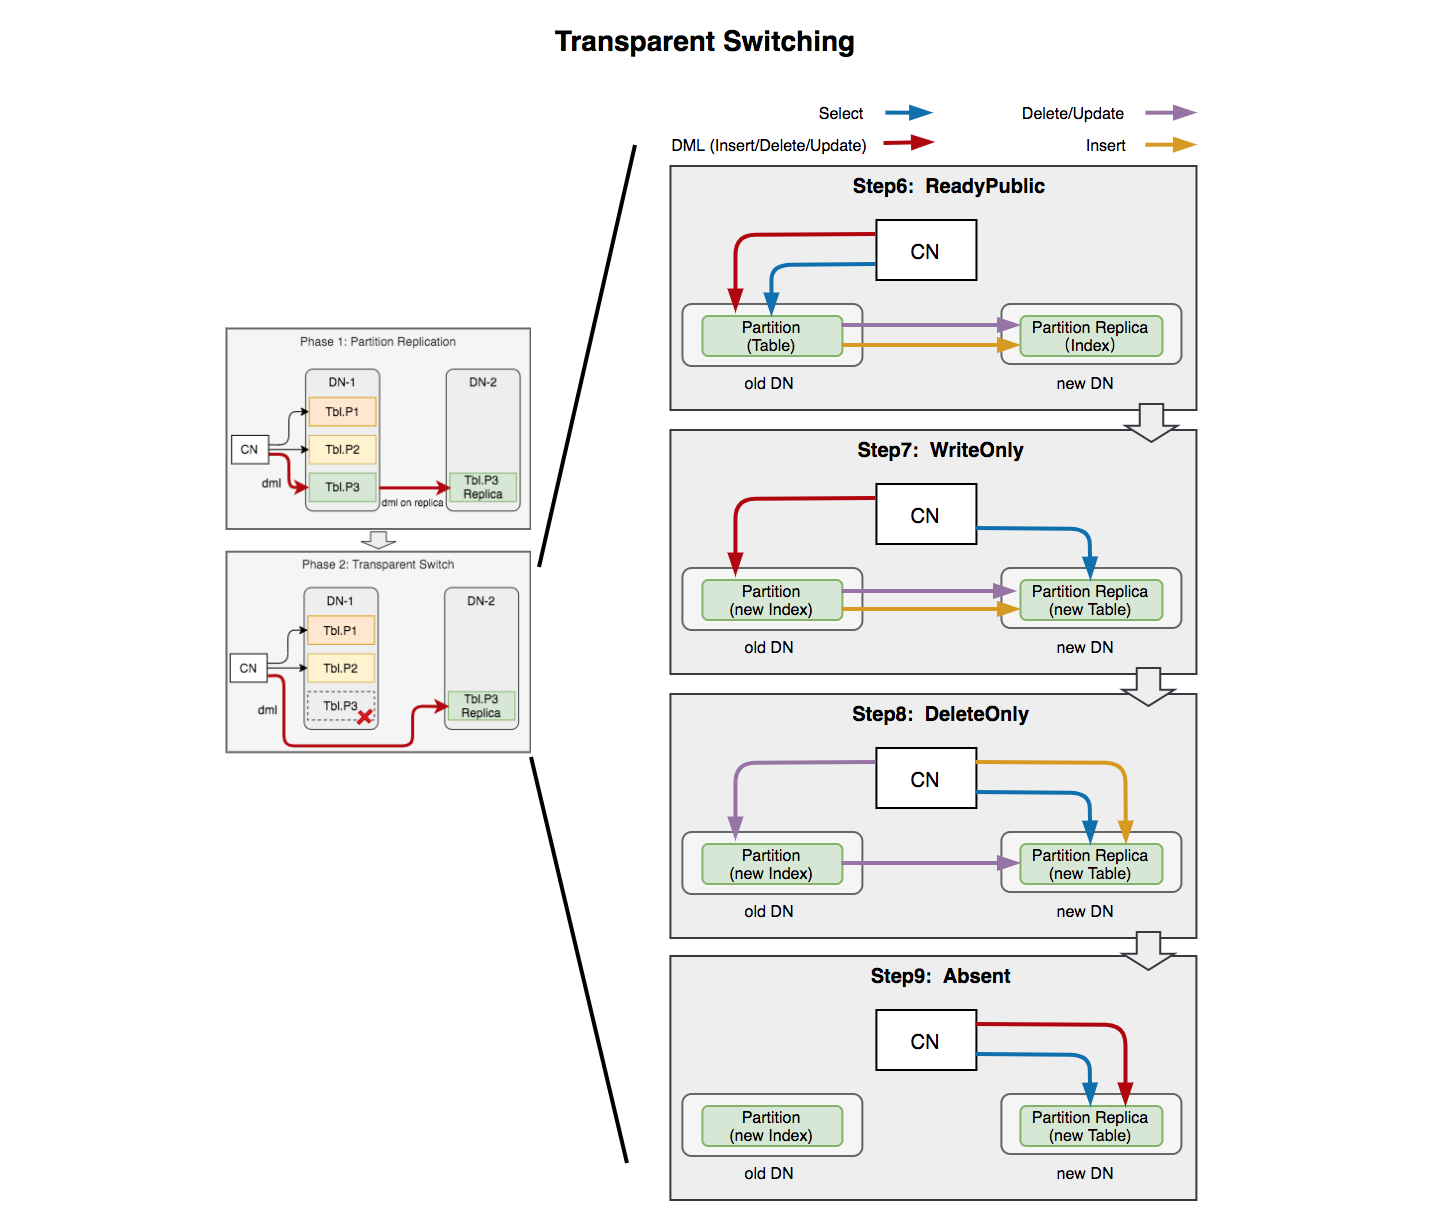 Transparent Switching
Select
Delete/Update
DML (Insert/Delete/Update)
Insert
Phase 1: Partition Replication
DN-1
DN-2
Tbl.P1
CN
Tbl.P2
dml
Tbl.P3
dml on replica
Tbl.P3
Replica
Phase 2: Transparent Switch
DN-1
DN-2
Tbl.P1
CN
Tbl.P2
dml
Tbl.P3
Tbl.P3
Replica
Step6: ReadyPublic
CN
Partition
(Table)
Partition Replica
(Index)
old DN
new DN
Step7: WriteOnly
CN
Partition
(new Index)
Partition Replica
(new Table)
old DN
new DN
Step8: DeleteOnly
CN
Partition
(new Index)
Partition Replica
(new Table)
old DN
new DN
Step9: Absent
CN
Partition
(new Index)
Partition Replica
(new Table)
old DN
new DN